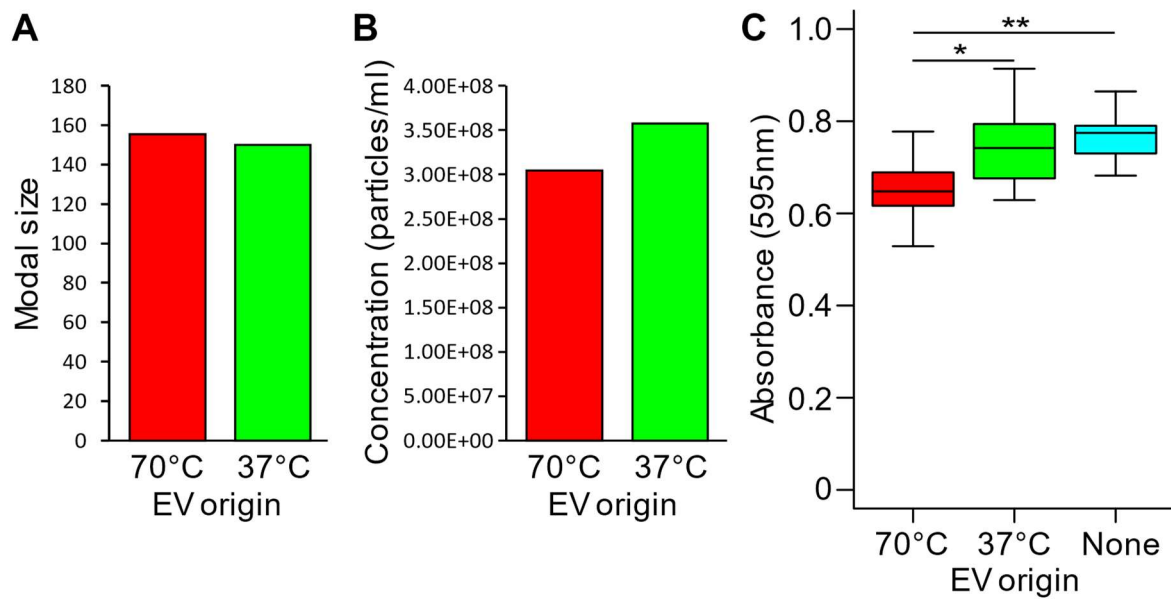 A
Modal size
180
160
140
120
100
80
60
40
20
0
70°C 37°C
EV origin
B
Concentration (particles/ml)
4.00E+08
3.50E+08
3.00E+08
2.50E+08
2.00E+08
1.50E+08
1.00E+08
5.00E+07
0.00E+00
70°C 37°C
EV origin
C
Absorbance (595nm)
1.0
0.8
0.6
0.4
0.2
0
**
*
70°C 37°C None
EV origin